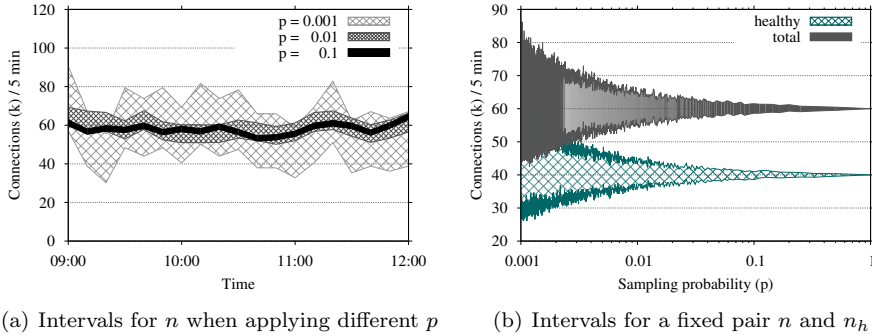 120
100
80
60
40
20
0
Connections (k) / 5 min
p = 0.001
p = 0.01
p = 0.1
09:00 10:00 11:00 12:00
Time
(a) Intervals for n when applying different p
90
80
70
60
50
40
30
20
Connections (k) / 5 min
healthy
total
0.001 0.01 0.1 1
Sampling probability (p)
(b) Intervals for a fixed pair n and n_h